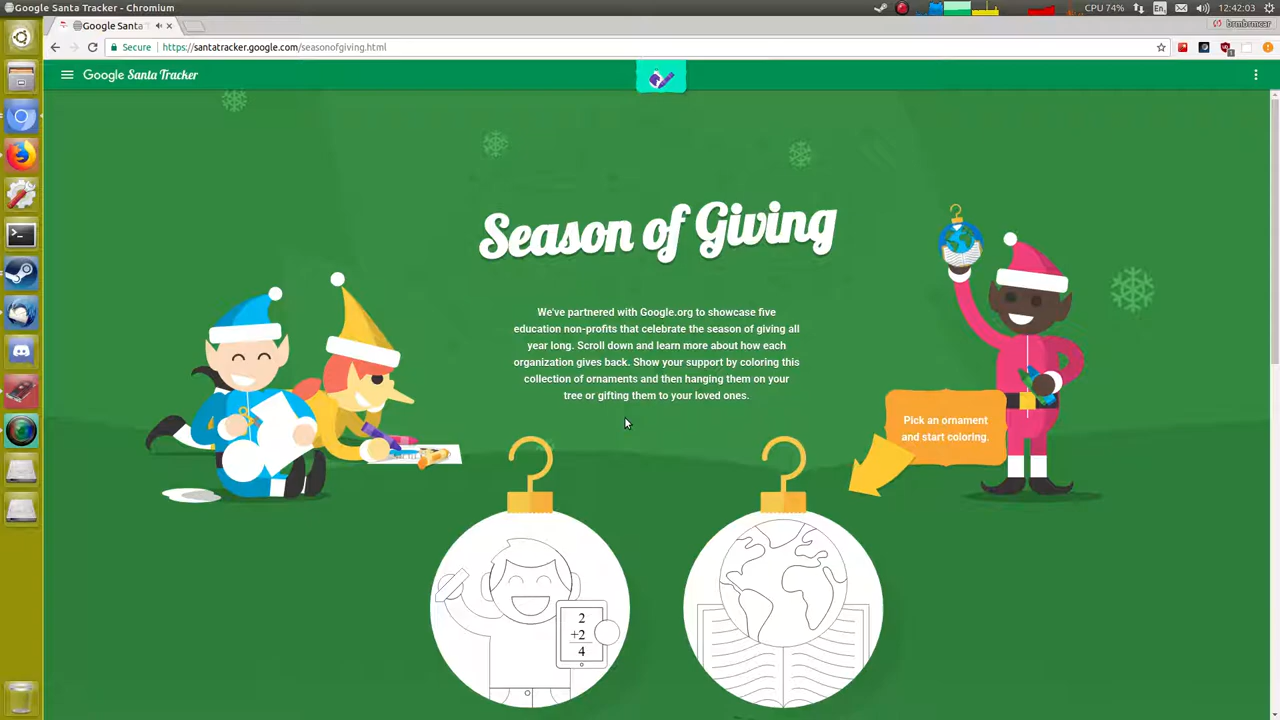 Google Santa Tracker - Chromium
CPU 74%
En
12:42:03
Google Santa
brmbrmcar
Secure
https://santatracker.google.com/seasonofgiving.html
Google Santa Tracker
Season of Giving
We've partnered with Google.org to showcase five
education non-profits that celebrate the season of giving all
year long. Scroll down and learn more about how each
organization gives back. Show your support by coloring this
collection of ornaments and then hanging them on your
tree or gifting them to your loved ones.
Pick an ornament
and start coloring.
2
+2
4